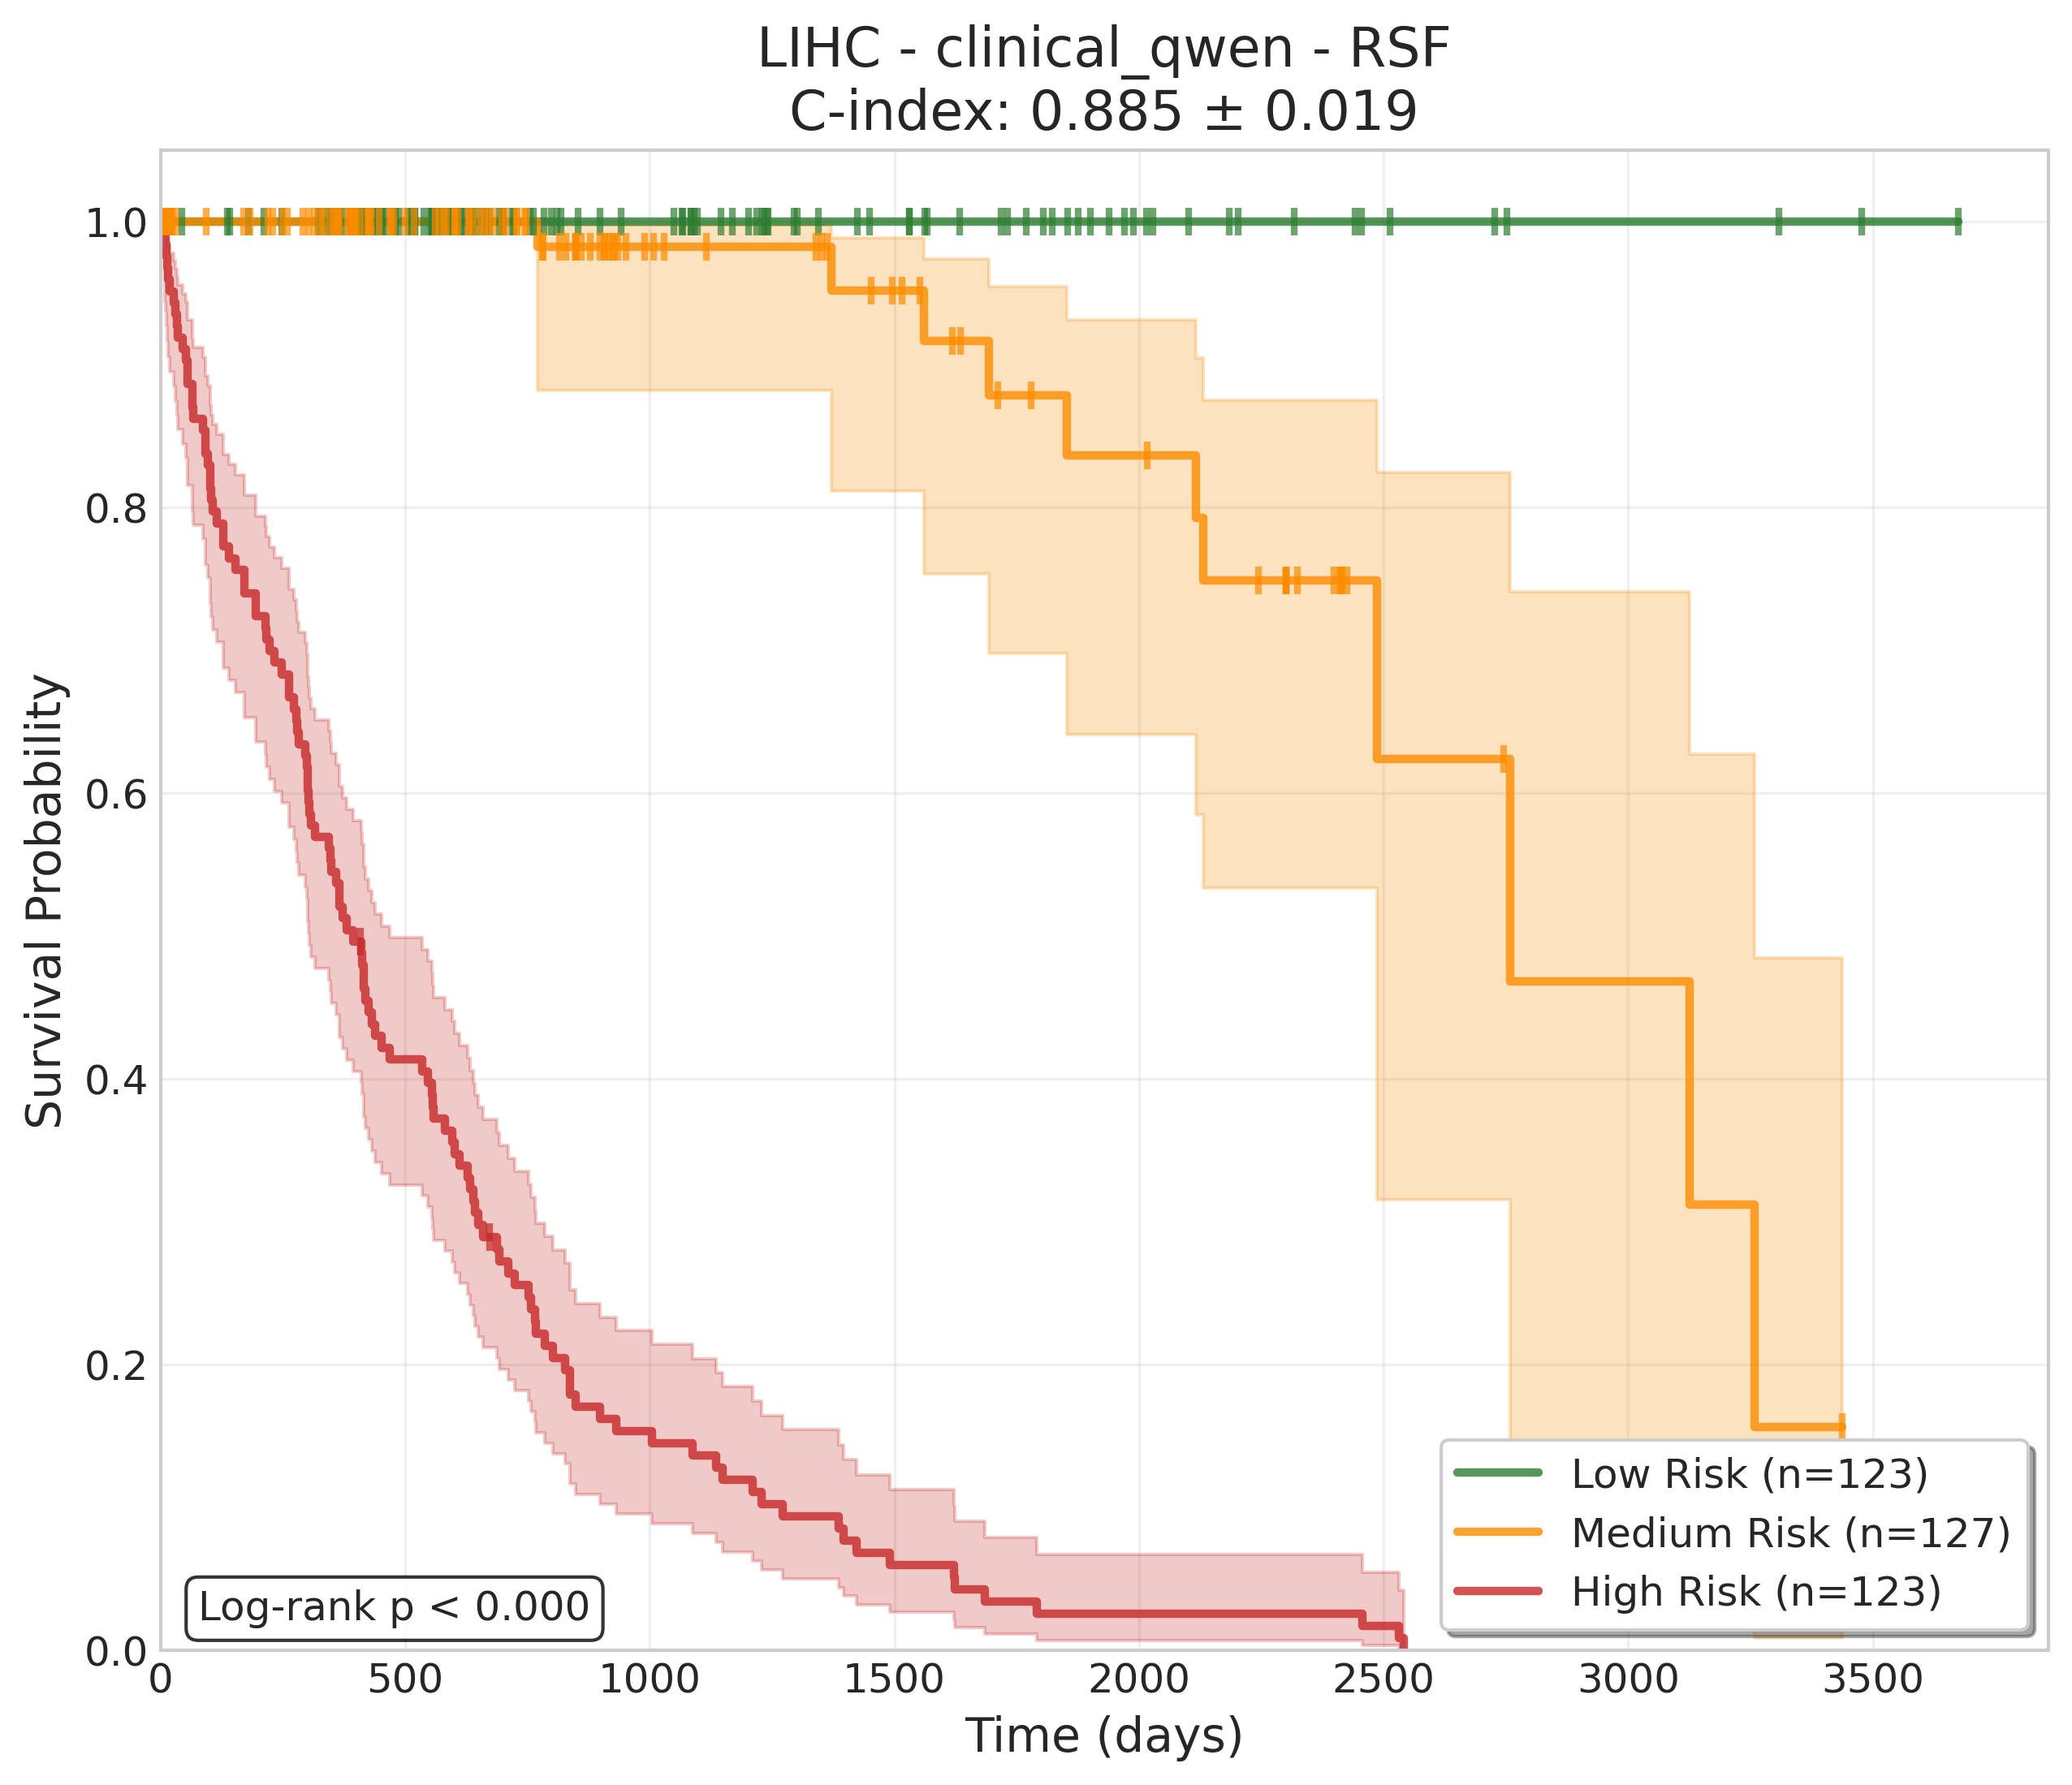 LIHC - clinical_qwen - RSF
C-index: 0.885 ± 0.019
Survival Probability
1.0
0.8
0.6
0.4
0.2
0.0
Log-rank p < 0.000
Low Risk (n=123)
Medium Risk (n=127)
High Risk (n=123)
0 500 1000 1500 2000 2500 3000 3500
Time (days)